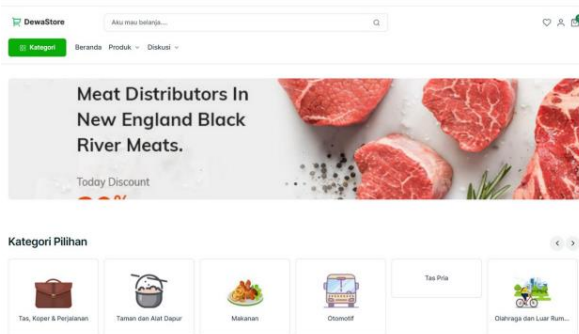 DewaStore
Aku mau belanja....
Kategori
Beranda Produk Diskusi
Meat Distributors In
New England Black
River Meats.
Today Discount
Kategori Pilihan
Tas Pria
Tas, Koper & Perjalanan
Taman dan Alat Dapur
Makanan
Otomotif
Olahraga dan Luar Rum...